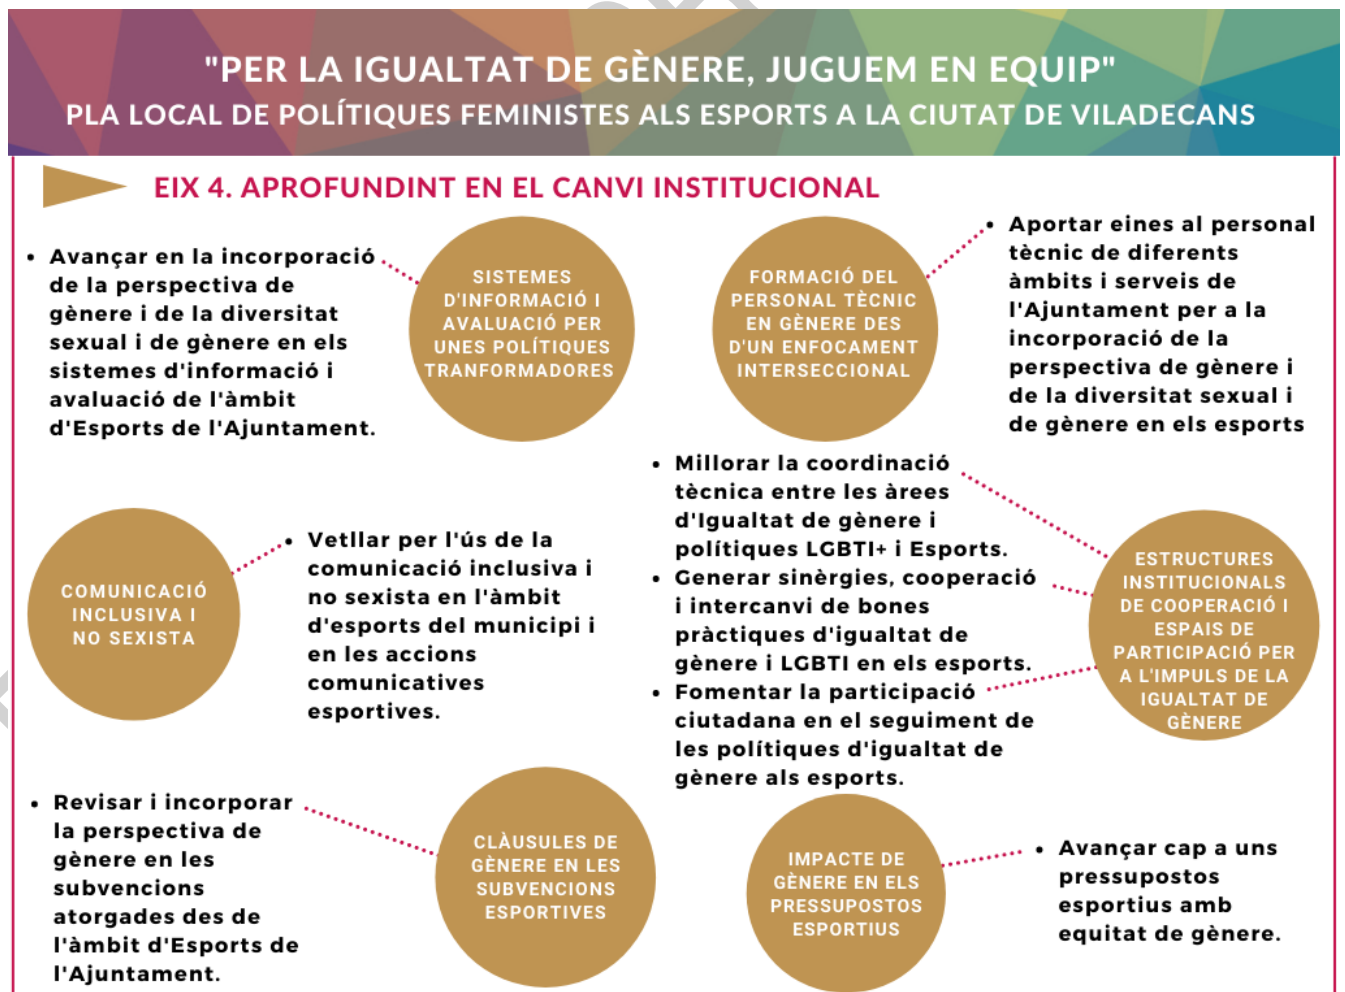 "PER LA IGUALTAT DE GÈNERE, JUGUEM EN EQUIP"
PLA LOCAL DE POLÍTIQUES FEMINISTES ALS ESPORTS A LA CIUTAT DE VILADECANS
EIX 4. APROFUNDINT EN EL CANVI INSTITUCIONAL
• Avançar en la incorporació
de la perspectiva de
gènere i de la diversitat
sexual i de gènere en els
sistemes d'informació i
avaluació de l'àmbit
d'Esports de l'Ajuntament.
SISTEMES
D'INFORMACIÓ I
AVALUACIÓ PER
UNES POLÍTIQUES
TRANFORMADORES
FORMACIÓ DEL
PERSONAL TÈCNIC
EN GÈNERE DES
D'UN ENFOCAMENT
INTERSECCIONAL
• Aportar eines al personal
tècnic de diferents
àmbits i serveis de
l'Ajuntament per a la
incorporació de la
perspectiva de gènere i
de la diversitat sexual i
de gènere en els esports
COMUNICACIÓ
INCLUSIVA I
NO SEXISTA
• Vetllar per l'ús de la
comunicació inclusiva i
no sexista en l'àmbit
d'esports del municipi i
en les accions
comunicatives
esportives.
• Millorar la coordinació
tècnica entre les àrees
d'Igualtat de gènere i
polítiques LGBTI+ i Esports.
• Generar sinèrgies, cooperació
i intercanvi de bones
pràctiques d'igualtat de
gènere i LGBTI en els esports.
• Fomentar la participació
ciutadana en el seguiment de
les polítiques d'igualtat de
gènere als esports.
ESTRUCTURES
INSTITUCIONALS
DE COOPERACIÓ I
ESPAIS DE
PARTICIPACIÓ PER
A L'IMPULS DE LA
IGUALTAT DE
GÈNERE
• Revisar i incorporar
la perspectiva de
gènere en les
subvencions
atorgades des de
l'àmbit d'Esports de
l'Ajuntament.
CLÀUSULES DE
GÈNERE EN LES
SUBVENCIONS
ESPORTIVES
IMPACTE DE
GÈNERE EN ELS
PRESSUPOSTOS
ESPORTIUS
• Avançar cap a uns
pressupostos
esportius amb
equitat de gènere.